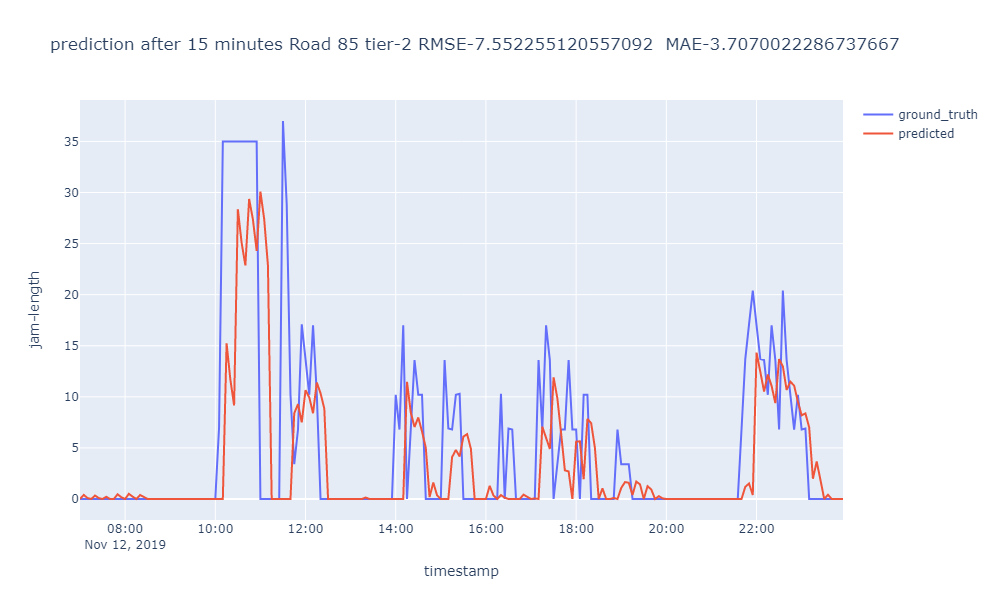 prediction after 15 minutes Road 85 tier-2 RMSE-7.552255120557092  MAE-3.7070022286737667
ground_truth
predicted
35
30
25
20
15
10
5
0
jam-length
08:00 10:00 12:00 14:00 16:00 18:00 20:00 22:00
Nov 12, 2019
timestamp